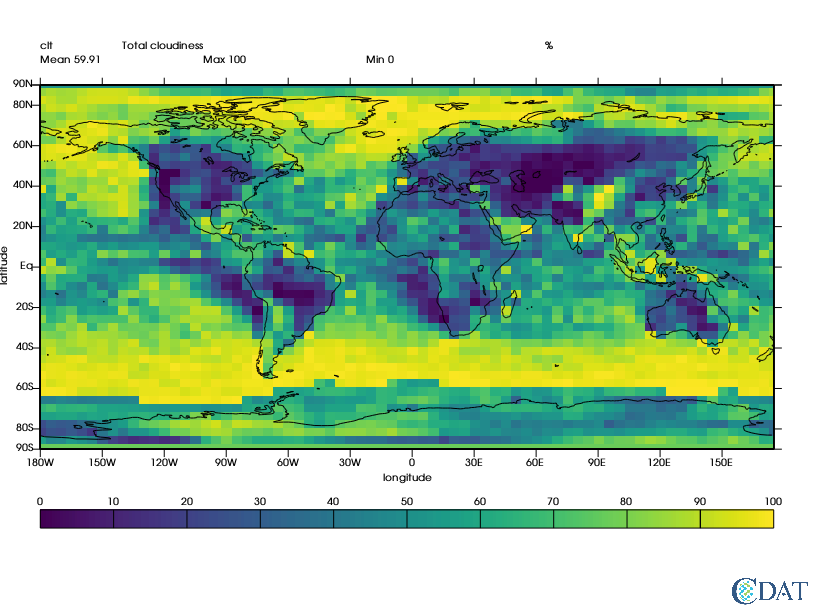 clt Total cloudiness %
Mean 59.91 Max 100 Min 0
90N
80N
60N
40N
20N
Eq
20S
40S
60S
80S
90S
latitude
180W 150W 120W 90W 60W 30W 0 30E 60E 90E 120E 150E
longitude
0 10 20 30 40 50 60 70 80 90 100
CDAT